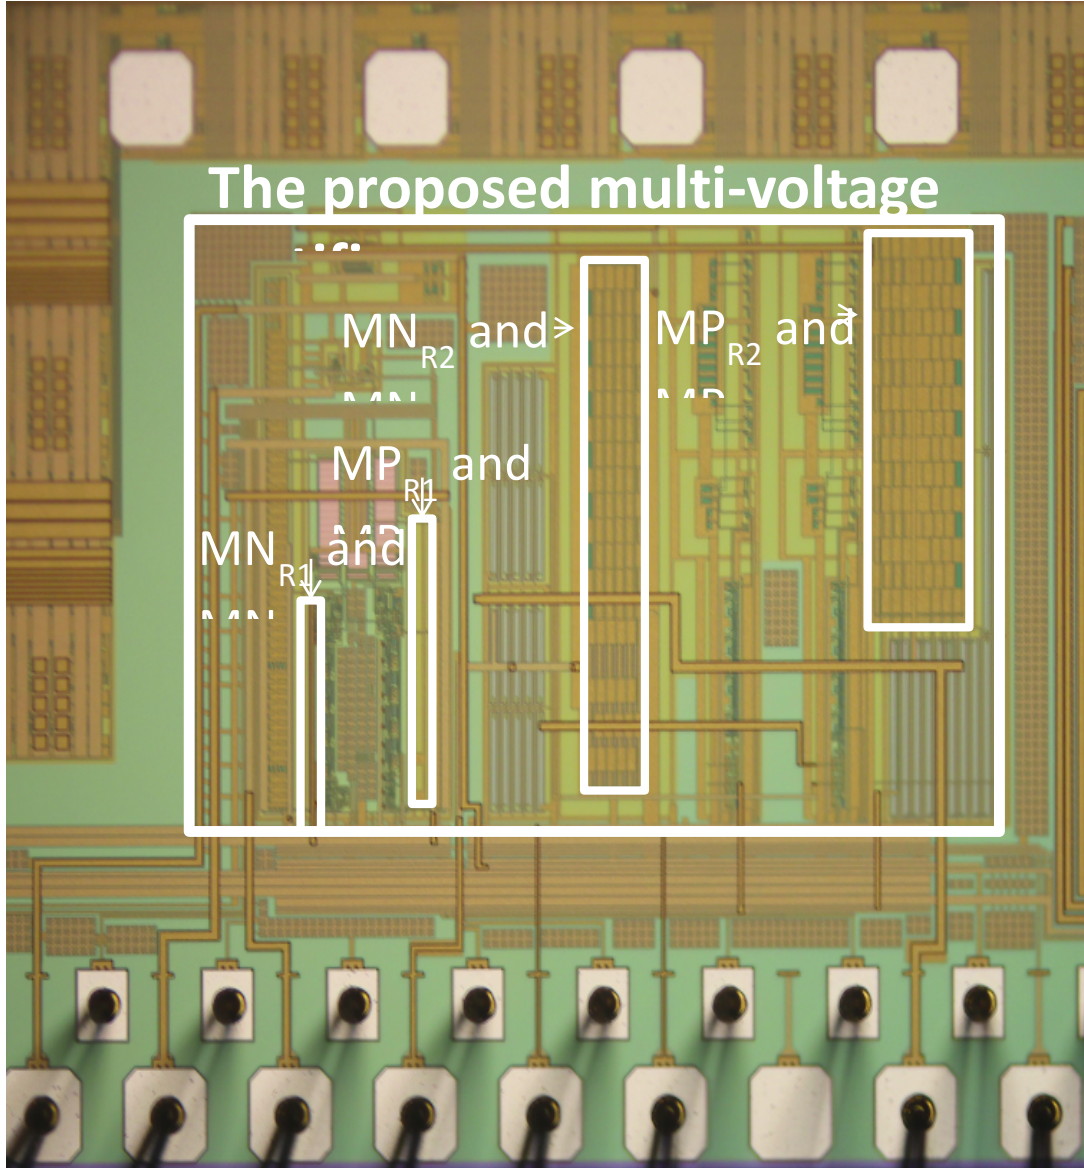 The proposed multi-voltage
MN R2 and
MP R2 and
MP R1 and
MN R1 and